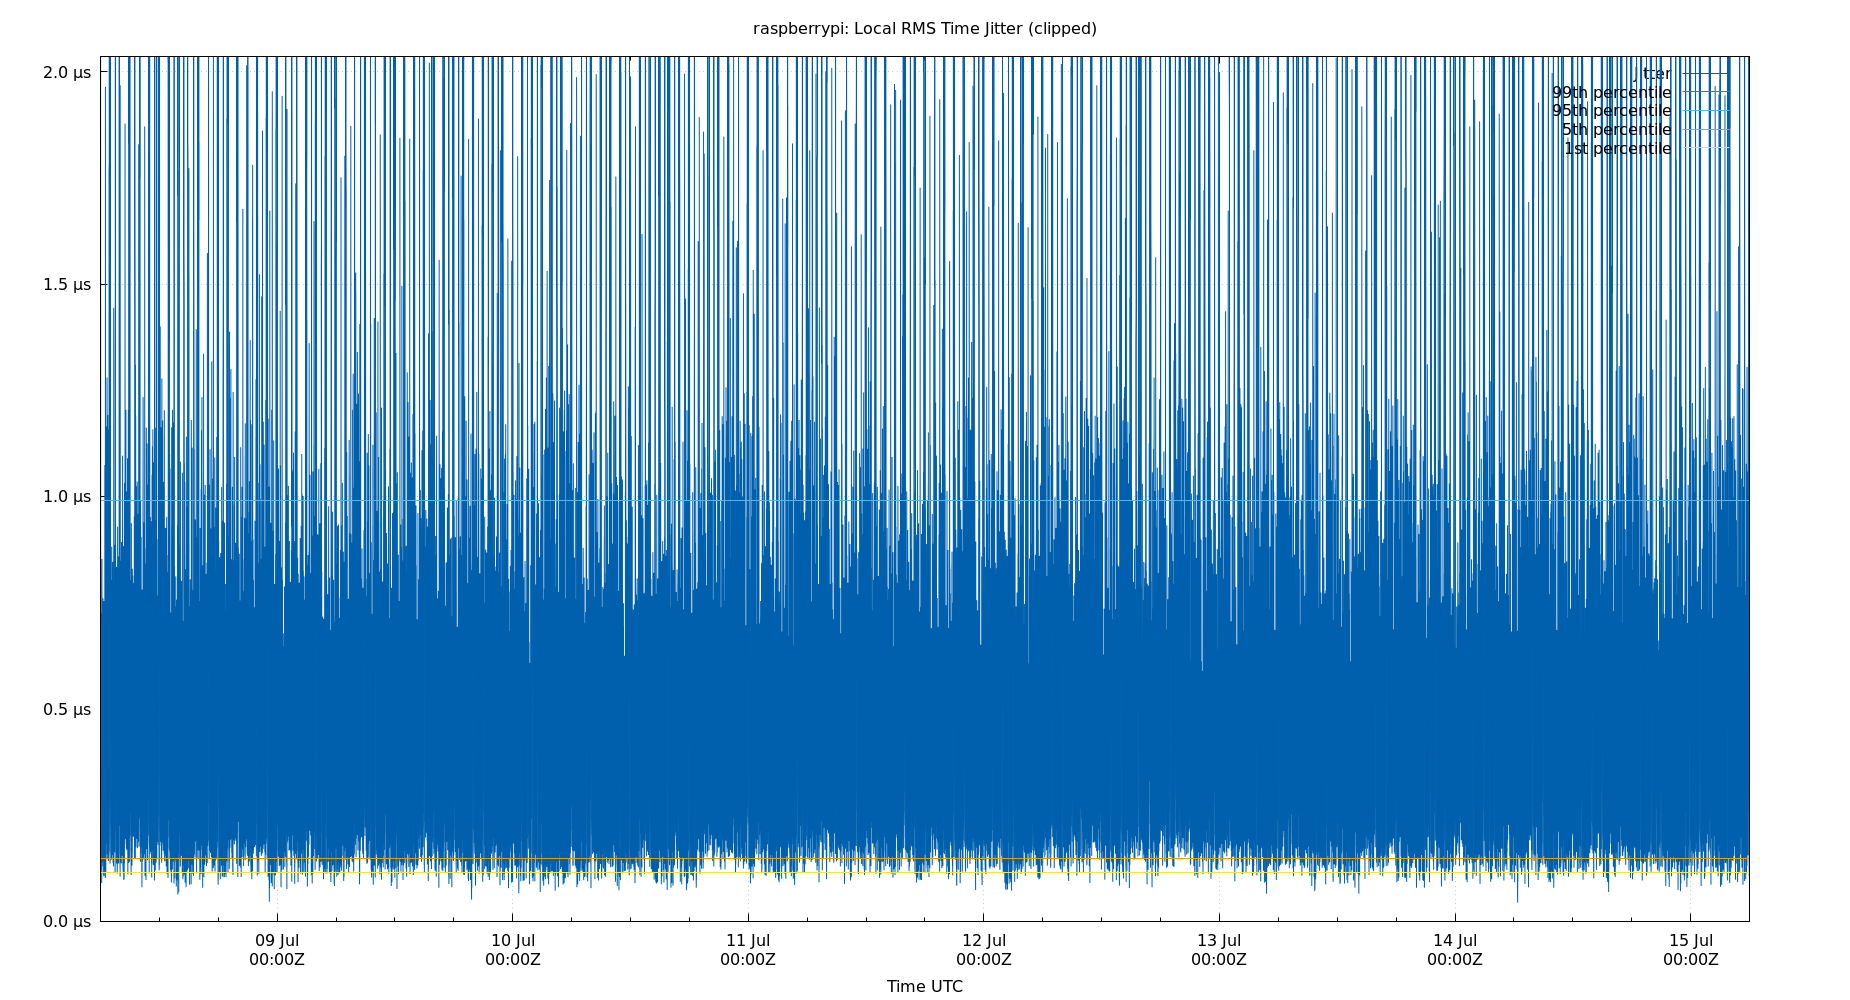 raspberrypi: Local RMS Time Jitter (clipped)
2.0 µs
1.5 µs
1.0 µs
0.5 µs
0.0 µs
jitter
99th percentile
95th percentile
5th percentile
1st percentile
09 Jul
00:00Z
10 Jul
00:00Z
11 Jul
00:00Z
12 Jul
00:00Z
13 Jul
00:00Z
14 Jul
00:00Z
15 Jul
00:00Z
Time UTC